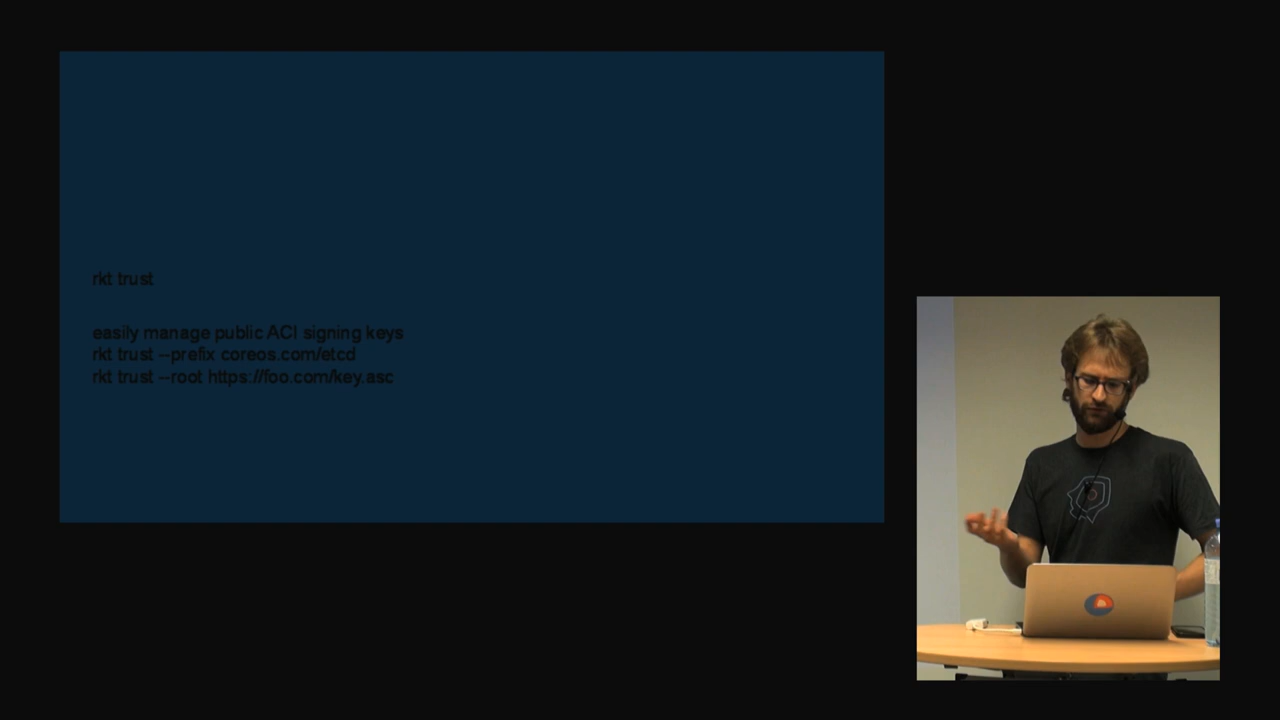 rkt trust
easily manage public ACI signing keys
rkt trust --prefix coreos.com/etcd
rkt trust --root https://foo.com/key.asc